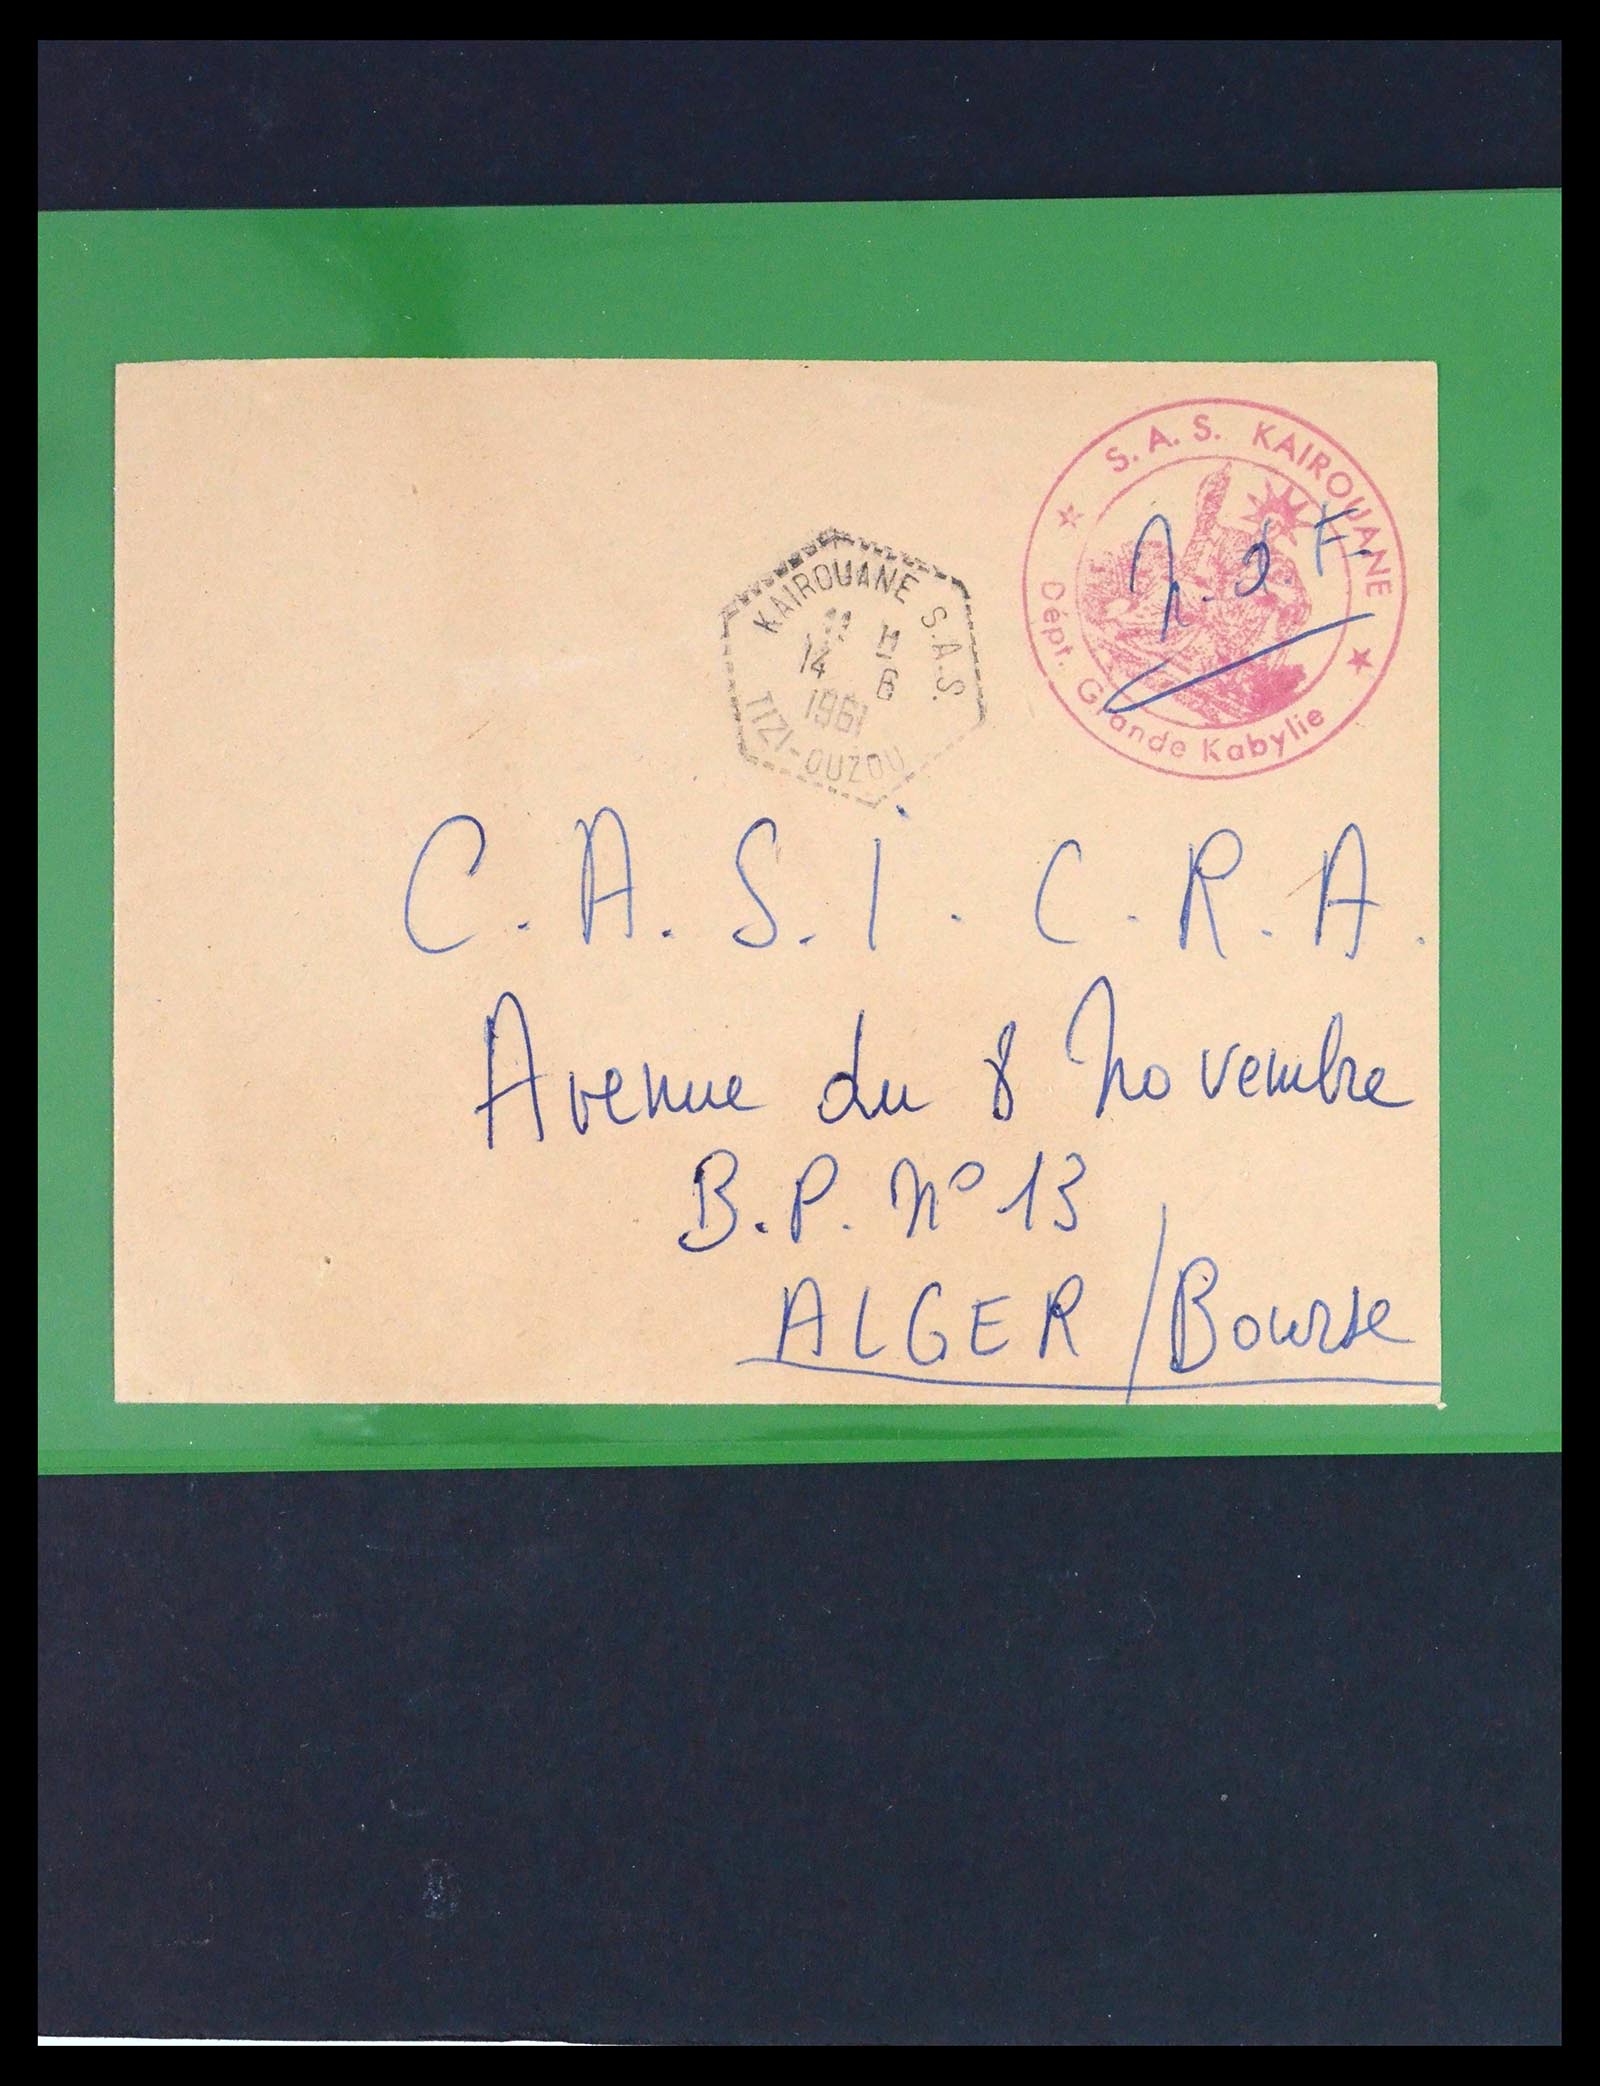 S. A. S. KAIROUANE
Dépt. Grande Kabylie
KAIROUANE S.A.S.
14 6
1961
TIZI-OUZOU
C.A.S.I. C.R.A.
Avenue du 8 Novembre
B.P. N° 13
ALGER / Bourse